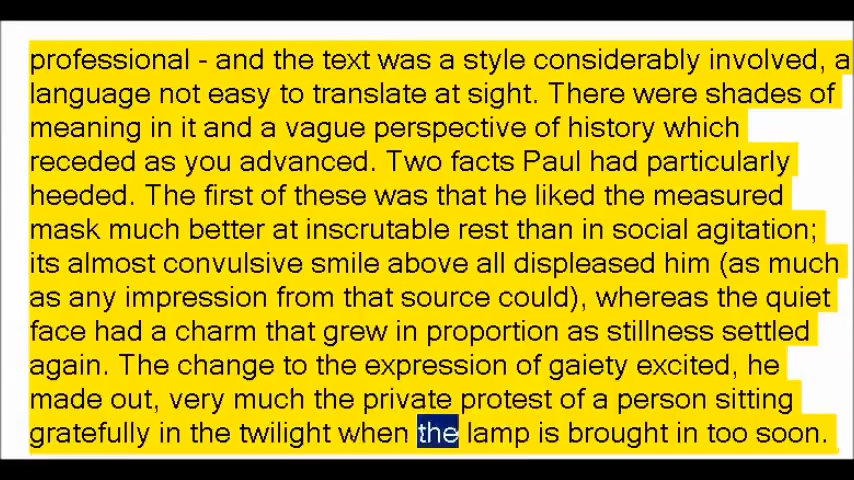 professional - and the text was a style considerably involved, a
language not easy to translate at sight. There were shades of
meaning in it and a vague perspective of history which
receded as you advanced. Two facts Paul had particularly
heeded. The first of these was that he liked the measured
mask much better at inscrutable rest than in social agitation;
its almost convulsive smile above all displeased him (as much
as any impression from that source could), whereas the quiet
face had a charm that grew in proportion as stillness settled
again. The change to the expression of gaiety excited, he
made out, very much the private protest of a person sitting
gratefully in the twilight when the lamp is brought in too soon.